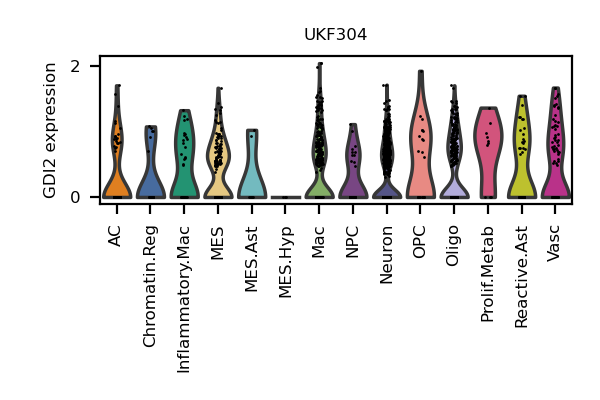 UKF304
GDI2 expression
2
0
AC
Chromatin.Reg
Inflammatory.Mac
MES
MES.Ast
MES.Hyp
Mac
NPC
Neuron
OPC
Oligo
Prolif.Metab
Reactive.Ast
Vasc